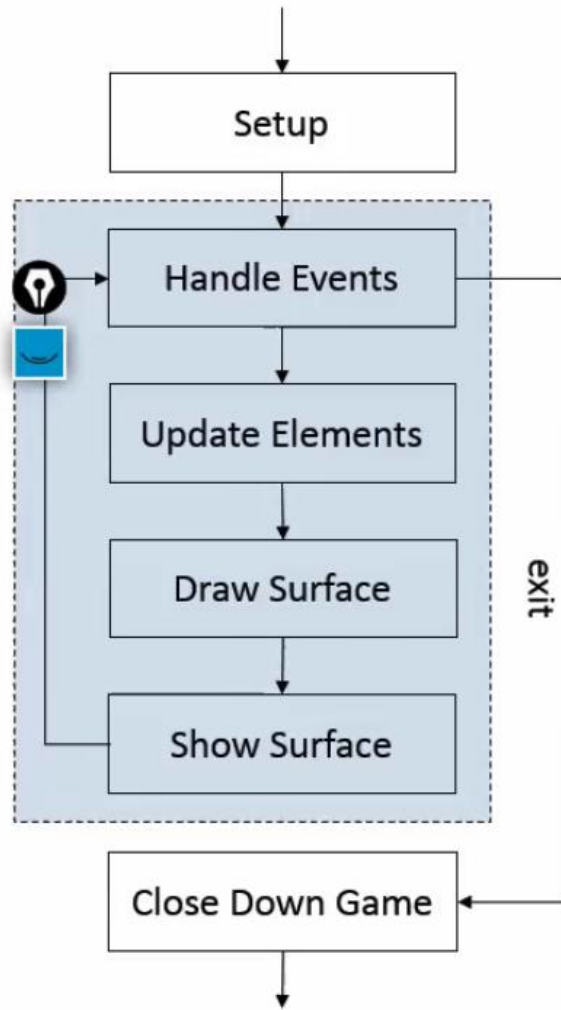 Setup
Handle Events
Update Elements
Draw Surface
exit
Show Surface
Close Down Game